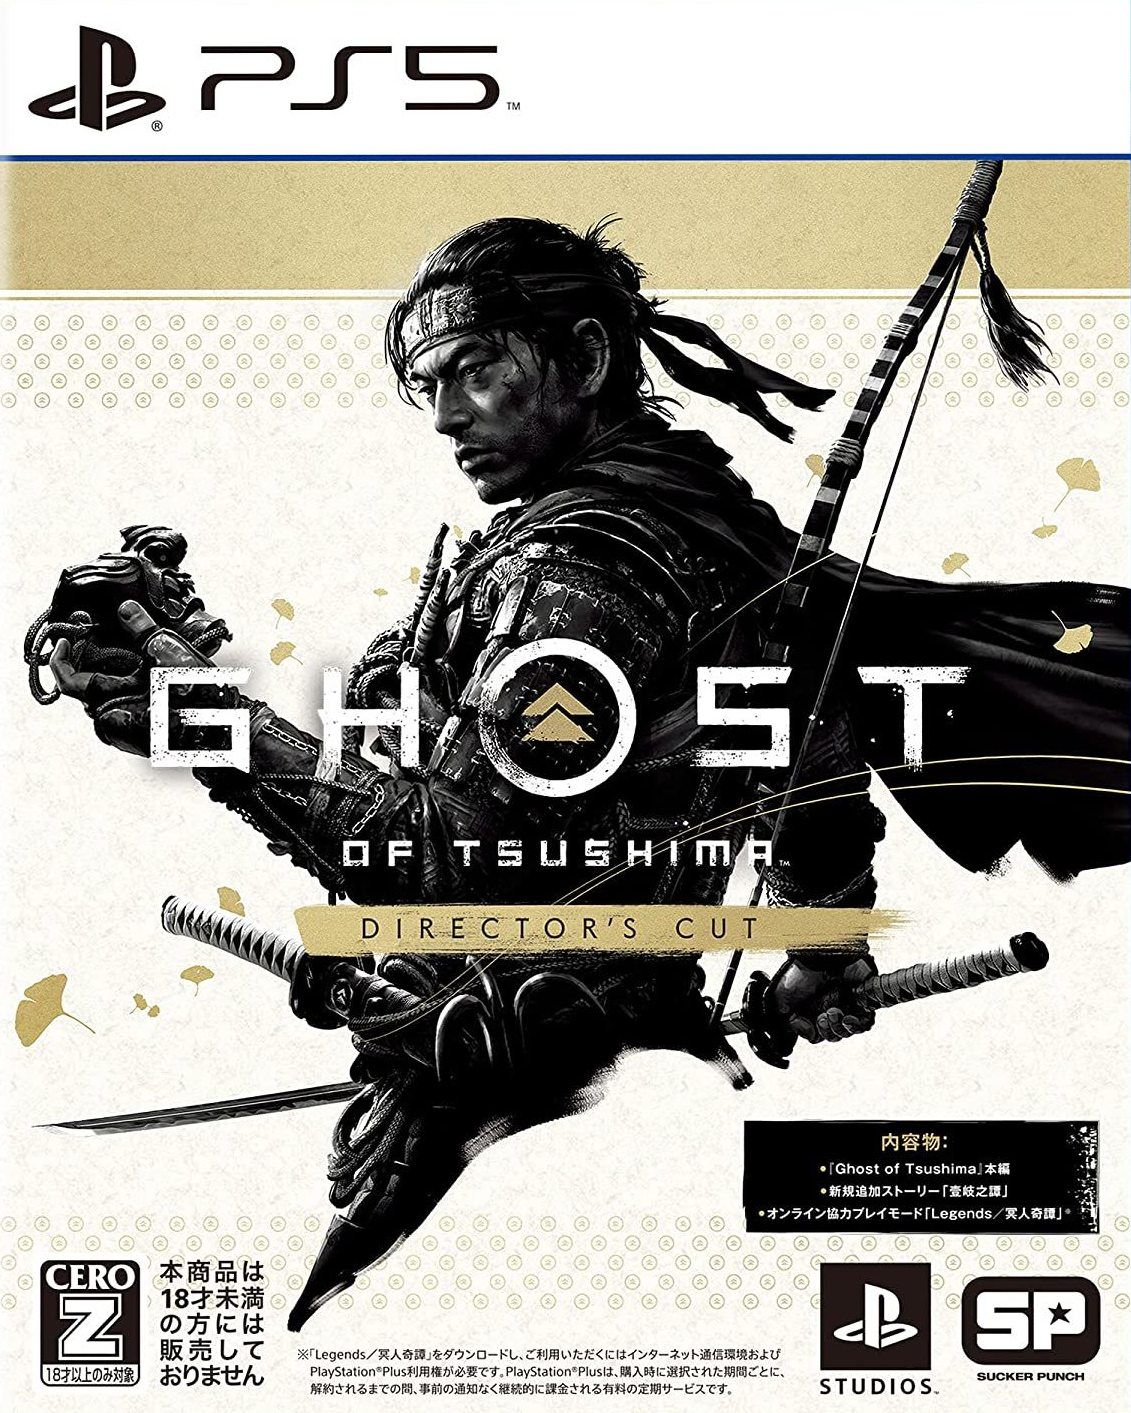 PS5™
GHOST
OF TSUSHIMA™
DIRECTOR'S CUT
内容物:
•『Ghost of Tsushima』本編
•新規追加ストーリー「壹岐之譚」
•オンライン協力プレイモード「Legends／冥人奇譚」※
CERO
Z
18才以上のみ対象
本商品は
18才未満
の方には
販売して
おりません
※「Legends／冥人奇譚」をダウンロードし、ご利用いただくにはインターネット通信環境および
PlayStation®Plus利用権が必要です。PlayStation®Plusは、購入時に選択された期間ごとに、
解約されるまでの間、事前の通知なく継続的に課金される有料の定期サービスです。
STUDIOS™
SP
SUCKER PUNCH